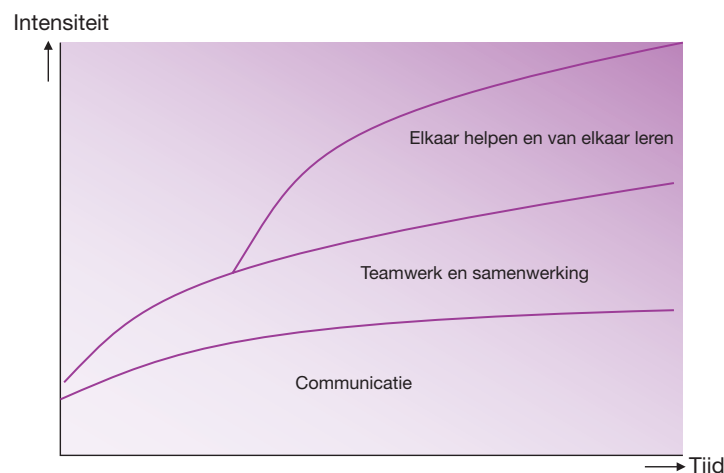 Intensiteit
Elkaar helpen en van elkaar leren
Teamwerk en samenwerking
Communicatie
Tijd